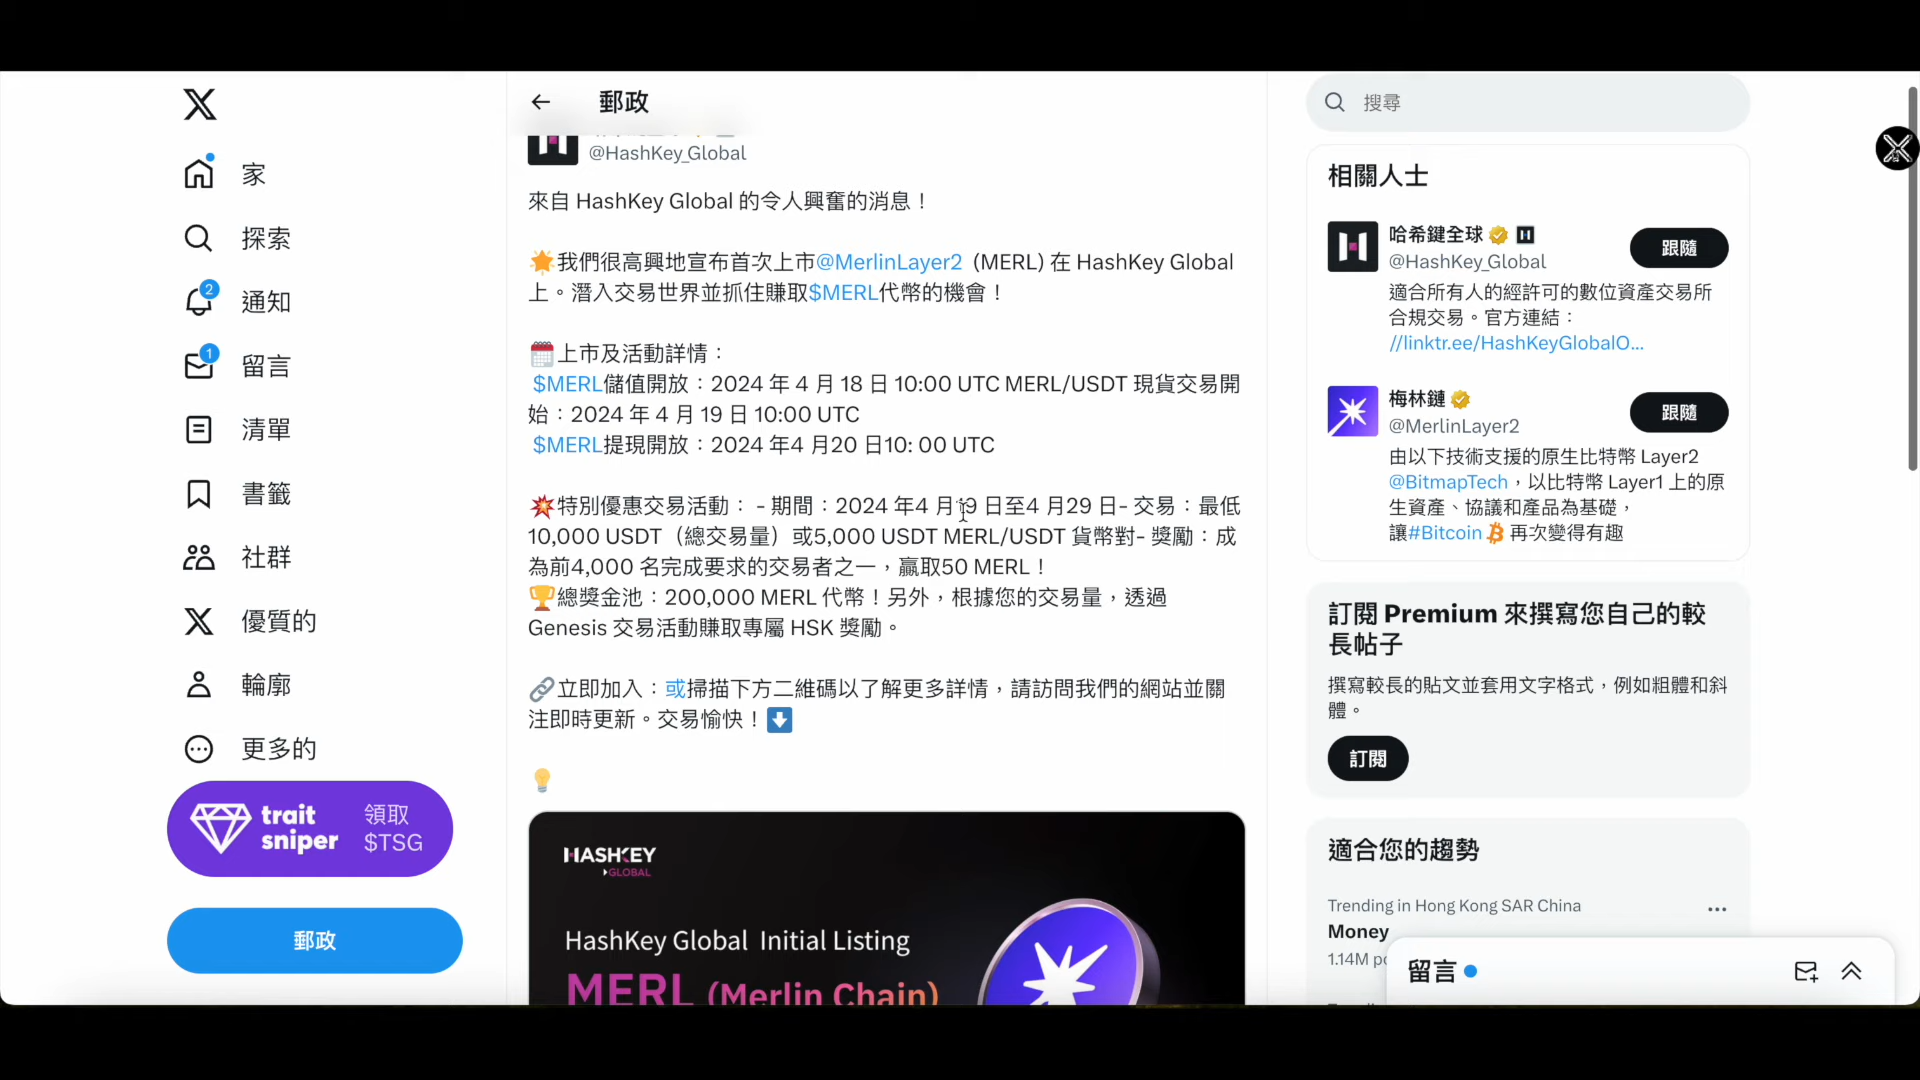 家
探索
2
通知
1
留言
清單
書籤
社群
優質的
輪廓
更多的
trait
sniper
領取
$TSG
郵政
郵政
@HashKey_Global
來自 HashKey Global 的令人興奮的消息！
我們很高興地宣布首次上市@MerlinLayer2 (MERL) 在 HashKey Global
上。潛入交易世界並抓住賺取$MERL代幣的機會！
上市及活動詳情：
$MERL儲值開放：2024 年 4 月 18 日 10:00 UTC MERL/USDT 現貨交易開
始：2024 年 4 月 19 日 10:00 UTC
$MERL提現開放：2024 年4 月20 日10: 00 UTC
特別優惠交易活動： - 期間：2024 年4 月19 日至4 月29 日- 交易：最低
10,000 USDT（總交易量）或5,000 USDT MERL/USDT 貨幣對- 獎勵：成
為前4,000 名完成要求的交易者之一，贏取50 MERL！
總獎金池：200,000 MERL 代幣！另外，根據您的交易量，透過
Genesis 交易活動賺取專屬 HSK 獎勵。
立即加入：或掃描下方二維碼以了解更多詳情，請訪問我們的網站並關
注即時更新。交易愉快！
HASHKEY
GLOBAL
HashKey Global Initial Listing
MERL (Merlin Chain)
搜尋
相關人士
哈希鍵全球
@HashKey_Global
跟隨
適合所有人的經許可的數位資產交易所
合規交易。官方連結：
//linktr.ee/HashKeyGlobalO...
梅林鏈
@MerlinLayer2
跟隨
由以下技術支援的原生比特幣 Layer2
@BitmapTech，以比特幣 Layer1 上的原
生資產、協議和產品為基礎，
讓#Bitcoin 再次變得有趣
訂閱 Premium 來撰寫您自己的較
長帖子
撰寫較長的貼文並套用文字格式，例如粗體和斜
體。
訂閱
適合您的趨勢
Trending in Hong Kong SAR China
Money
1.14M
留言